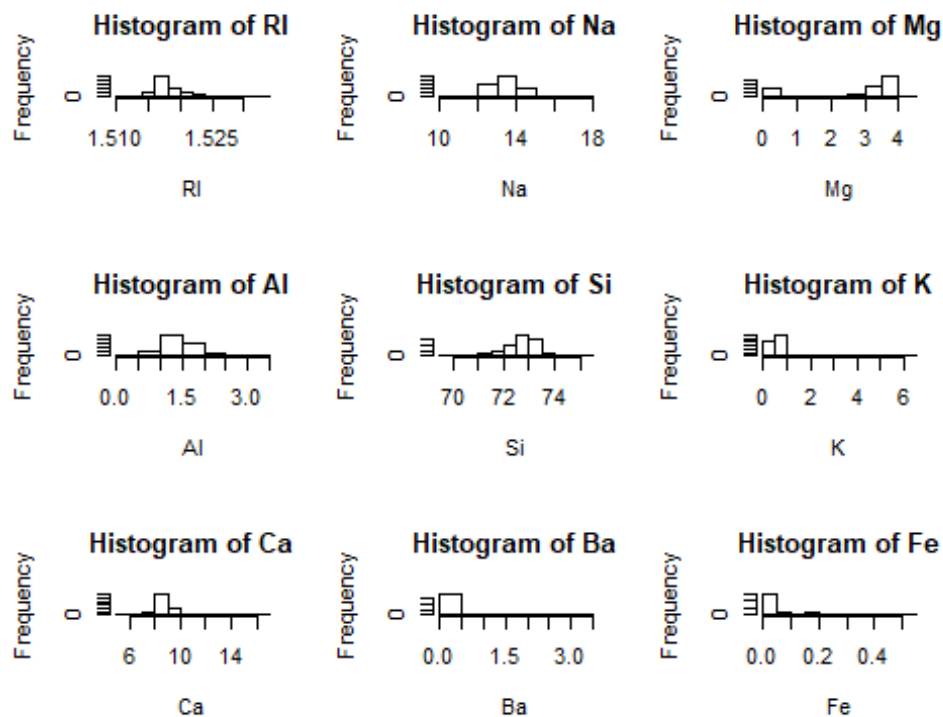 Histogram of RI
Frequency
0
1.510 1.525
RI
Histogram of Na
Frequency
0
10 14 18
Na
Histogram of Mg
Frequency
0
0 1 2 3 4
Mg
Histogram of Al
Frequency
0
0.0 1.5 3.0
Al
Histogram of Si
Frequency
0
70 72 74
Si
Histogram of K
Frequency
0
0 2 4 6
K
Histogram of Ca
Frequency
0
6 10 14
Ca
Histogram of Ba
Frequency
0
0.0 1.5 3.0
Ba
Histogram of Fe
Frequency
0
0.0 0.2 0.4
Fe